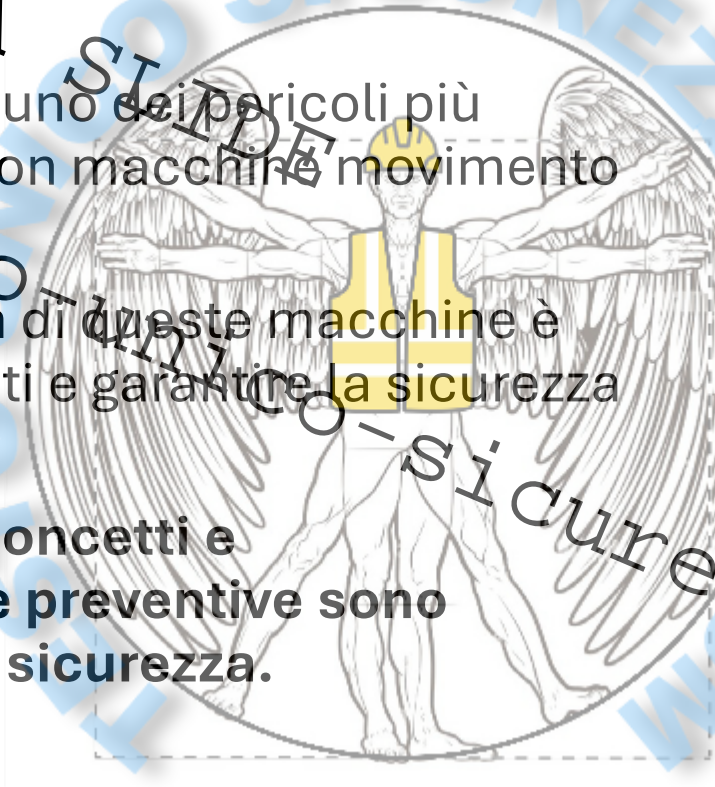 SLIDE
uno dei pericoli più
on macchine movimento
di queste macchine è
ti e garantire la sicurezza
o-unico-sicure
oncetti e
e preventive sono
sicurezza.